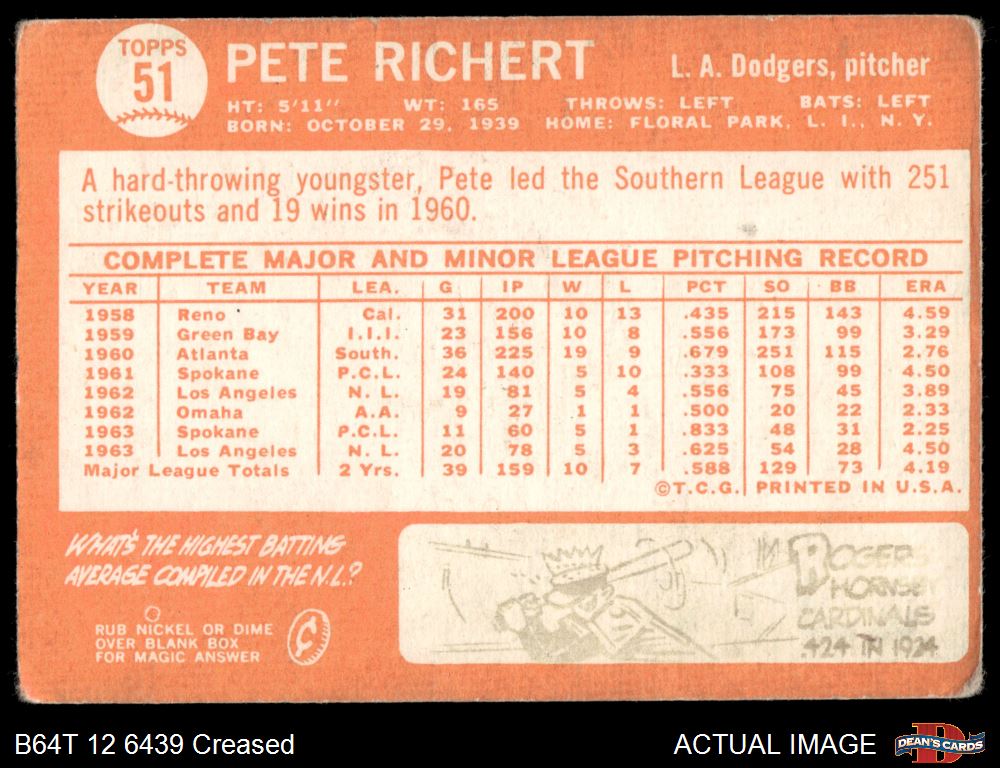 TOPPS
51
PETE RICHERT
L. A. Dodgers, pitcher
HT: 5'11" WT: 165 THROWS: LEFT BATS: LEFT
BORN: OCTOBER 29, 1939 HOME: FLORAL PARK, L. I., N. Y.
A hard-throwing youngster, Pete led the Southern League with 251
strikeouts and 19 wins in 1960.
COMPLETE MAJOR AND MINOR LEAGUE PITCHING RECORD
YEAR TEAM LEA. G IP W L PCT SO BB ERA
1958 Reno Cal. 31 200 10 13 .435 215 143 4.59
1959 Green Bay I.I.I. 23 156 10 8 .556 173 99 3.29
1960 Atlanta South. 36 225 19 9 .679 251 115 2.76
1961 Spokane P.C.L. 24 140 5 10 .333 108 99 4.50
1962 Los Angeles N. L. 19 81 5 4 .556 75 45 3.89
1962 Omaha A.A. 9 27 1 1 .500 20 22 2.33
1963 Spokane P.C.L. 11 60 5 1 .833 48 31 2.25
1963 Los Angeles N. L. 20 78 5 3 .625 54 28 4.50
Major League Totals 2 Yrs. 39 159 10 7 .588 129 73 4.19
©T.C.G. PRINTED IN U.S.A.
WHAT'S THE HIGHEST BATTING
AVERAGE COMPILED IN THE N.L.?
RUB NICKEL OR DIME
OVER BLANK BOX
FOR MAGIC ANSWER
ROGERS
HORNSBY
CARDINALS
.424 IN 1924
B64T 12 6439 Creased
ACTUAL IMAGE
D
DEAN'S CARDS